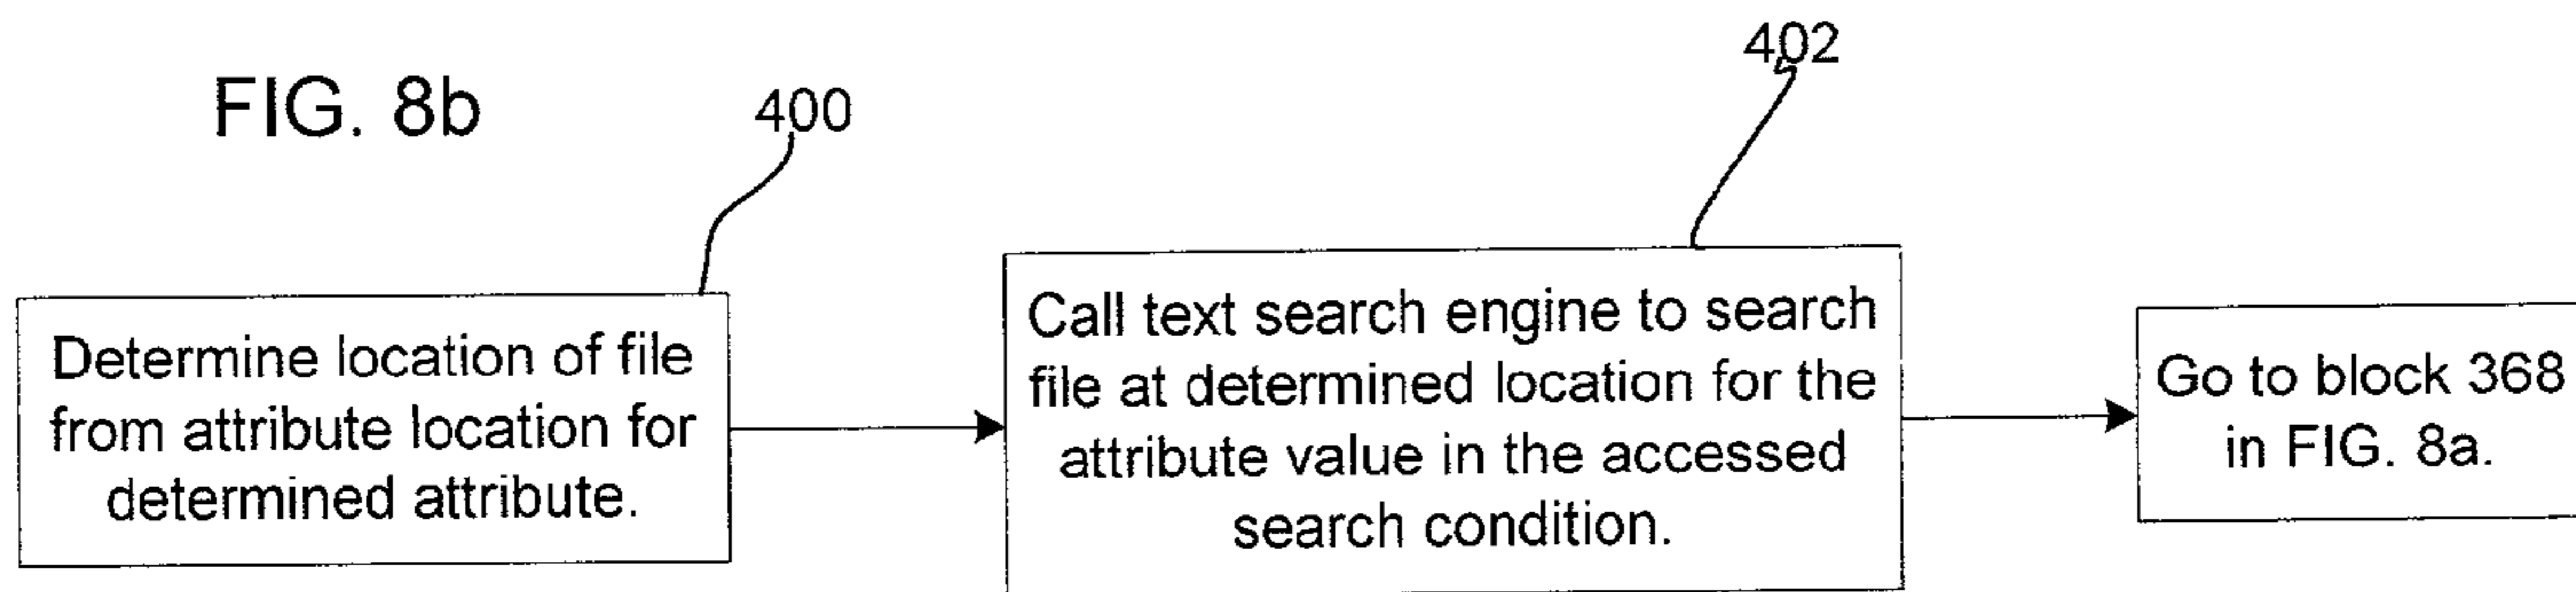 FIG. 8b
400
402
Determine location of file
from attribute location for
determined attribute.
Call text search engine to search
file at determined location for the
attribute value in the accessed
search condition.
Go to block 368
in FIG. 8a.